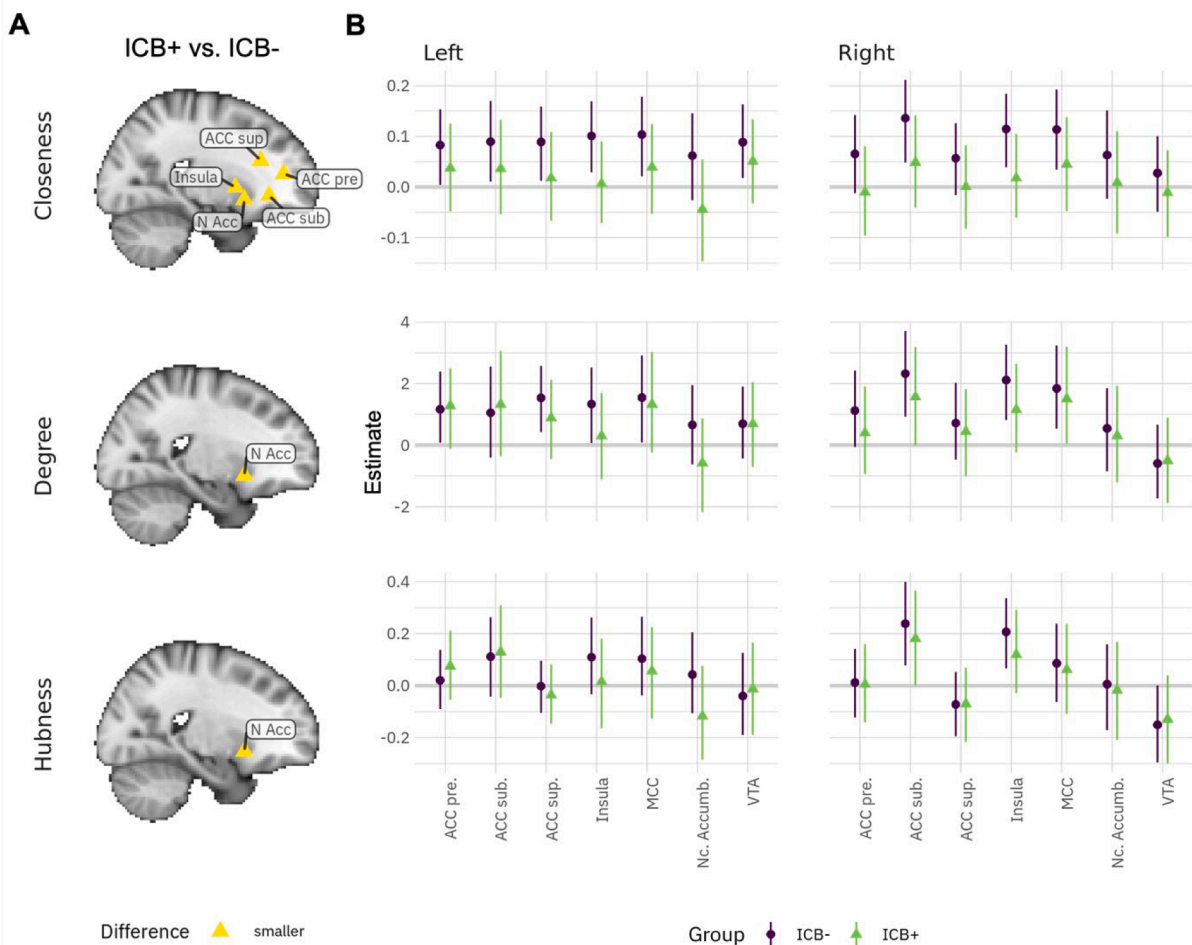 A
B
ICB+ vs. ICB-
Left
Right
Closeness
ACC sup
Insula
ACC pre
N Acc
ACC sub
0.2
0.1
0.0
-0.1
Degree
N Acc
Estimate
4
2
0
-2
Hubness
N Acc
0.4
0.2
0.0
-0.2
ACC pre.
ACC sub.
ACC sup.
Insula
MCC
Nc. Accumb.
VTA
ACC pre.
ACC sub.
ACC sup.
Insula
MCC
Nc. Accumb.
VTA
Difference smaller
Group ICB- ICB+